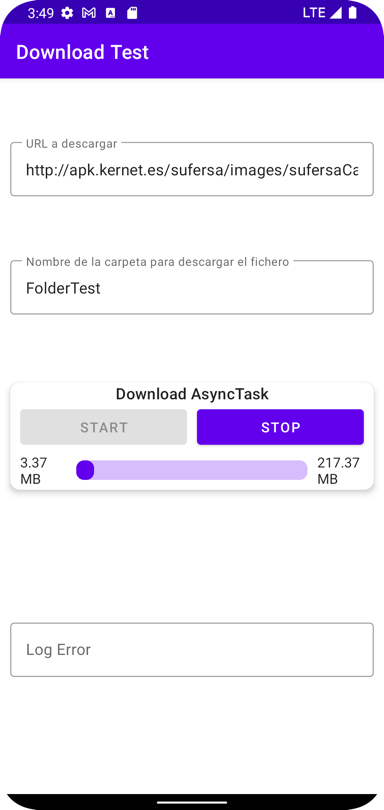 3:49
LTE
Download Test
URL a descargar
http://apk.kernet.es/sufersa/images/sufersaCa
Nombre de la carpeta para descargar el fichero
FolderTest
Download AsyncTask
START
STOP
3.37
MB
217.37
MB
Log Error